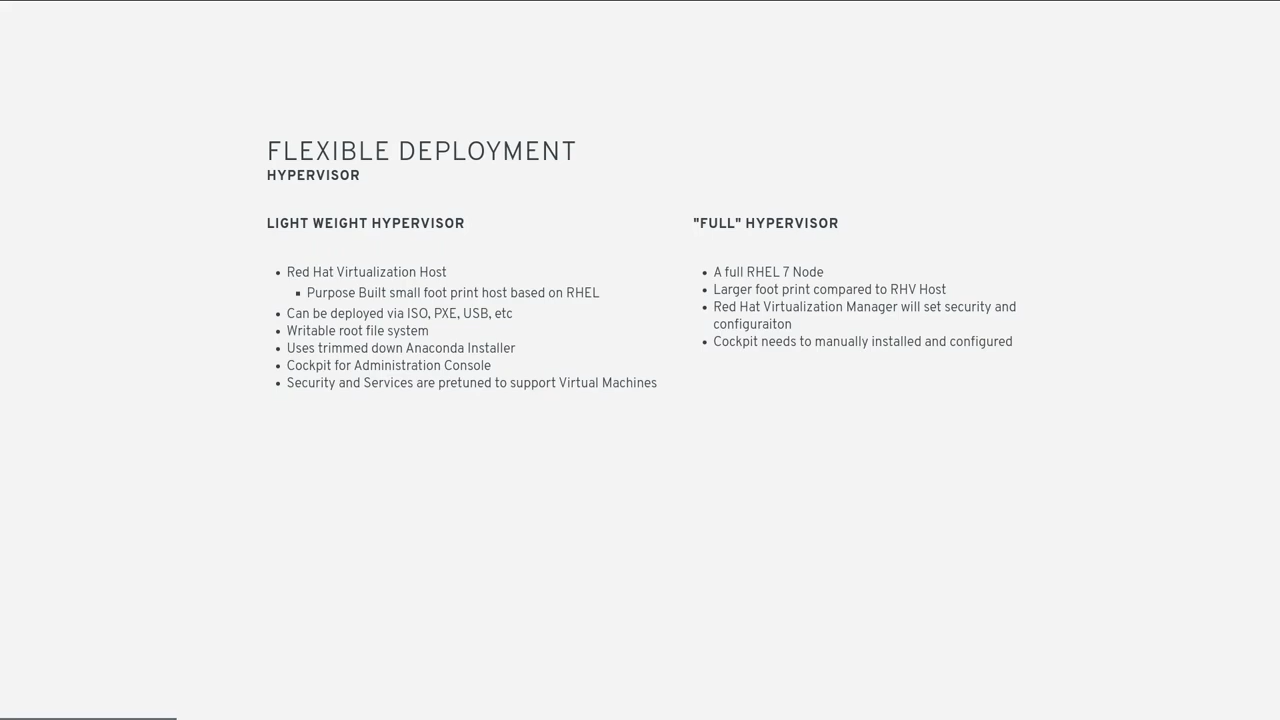 FLEXIBLE DEPLOYMENT
HYPERVISOR
LIGHT WEIGHT HYPERVISOR
Red Hat Virtualization Host
Purpose Built small foot print host based on RHEL
Can be deployed via ISO, PXE, USB, etc
Writable root file system
Uses trimmed down Anaconda Installer
Cockpit for Administration Console
Security and Services are pretuned to support Virtual Machines
"FULL" HYPERVISOR
A full RHEL 7 Node
Larger foot print compared to RHV Host
Red Hat Virtualization Manager will set security and
configuraiton
Cockpit needs to manually installed and configured